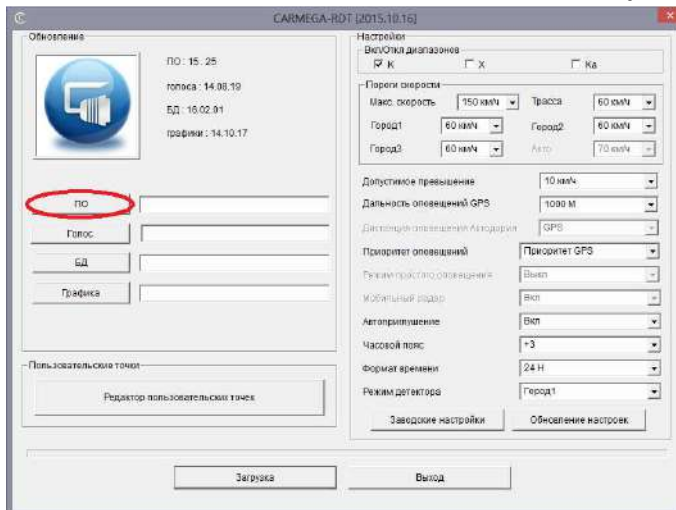 CARMEGA-RDT [2015.10.16]
Обновление
ПО : 15. 25
голоса : 14.08.19
БД : 16.02.01
графики : 14.10.17
ПО
Голос
БД
Графика
Пользовательские точки
Редактор пользовательских точек
Настройки
Вкл/Откл диапазонов
K
X
Ka
Пороги скорости
Макс. скорость 150 км/ч
Трасса 60 км/ч
Город1 60 км/ч
Город2 60 км/ч
Город3 60 км/ч
Авто 70 км/ч
Допустимое превышение 10 км/ч
Дальность оповещений GPS 1000 М
Дистанция оповещения Автодория GPS
Приоритет оповещений Приоритет GPS
Режим простого оповещения Выкл
Мобильный радар Вкл
Автоприглушение Вкл
Часовой пояс +3
Формат времени 24 H
Режим детектора Город1
Заводские настройки
Обновление настроек
Загрузка
Выход